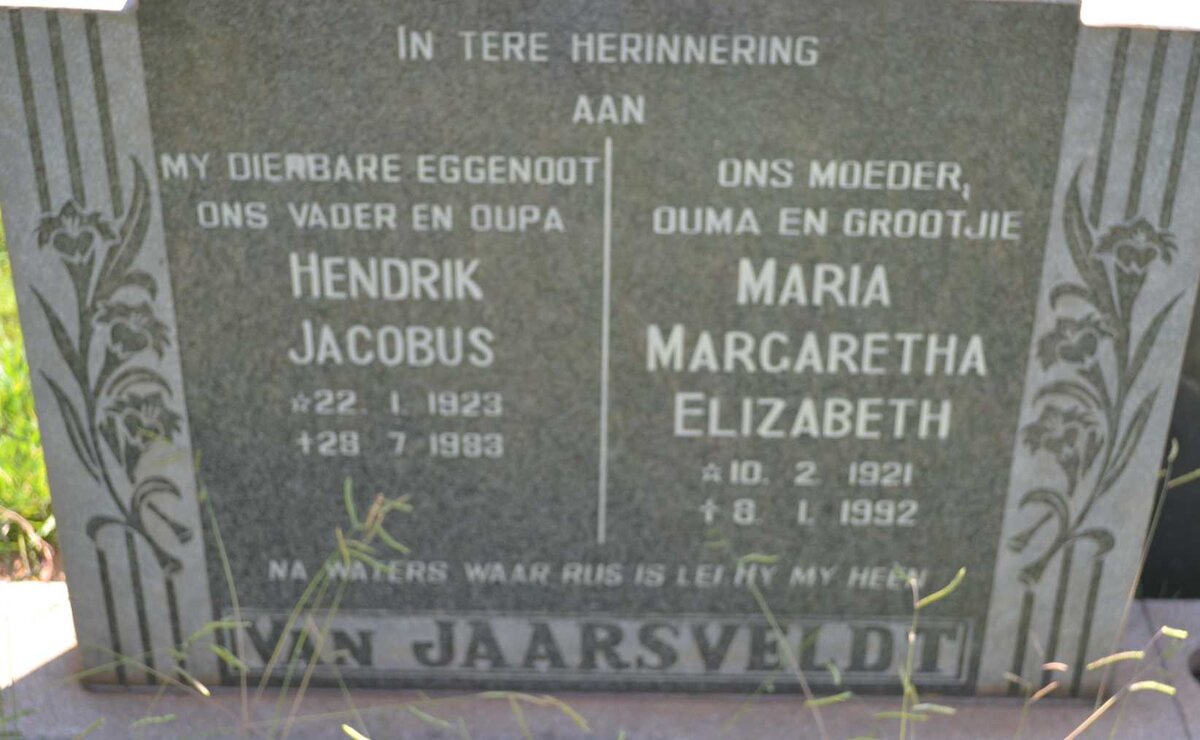 IN TERE HERINNERING
AAN
MY DIERBARE EGGENOOT
ONS VADER EN OUPA
HENDRIK
JACOBUS
☆22. 1. 1923
✝28. 7. 1983
ONS MOEDER,
OUMA EN GROOTJIE
MARIA
MARGARETHA
ELIZABETH
☆10. 2. 1921
✝8. 1. 1992
NA WATERS WAAR RUS IS LEI HY MY HEEN
VAN JAARSVELDT